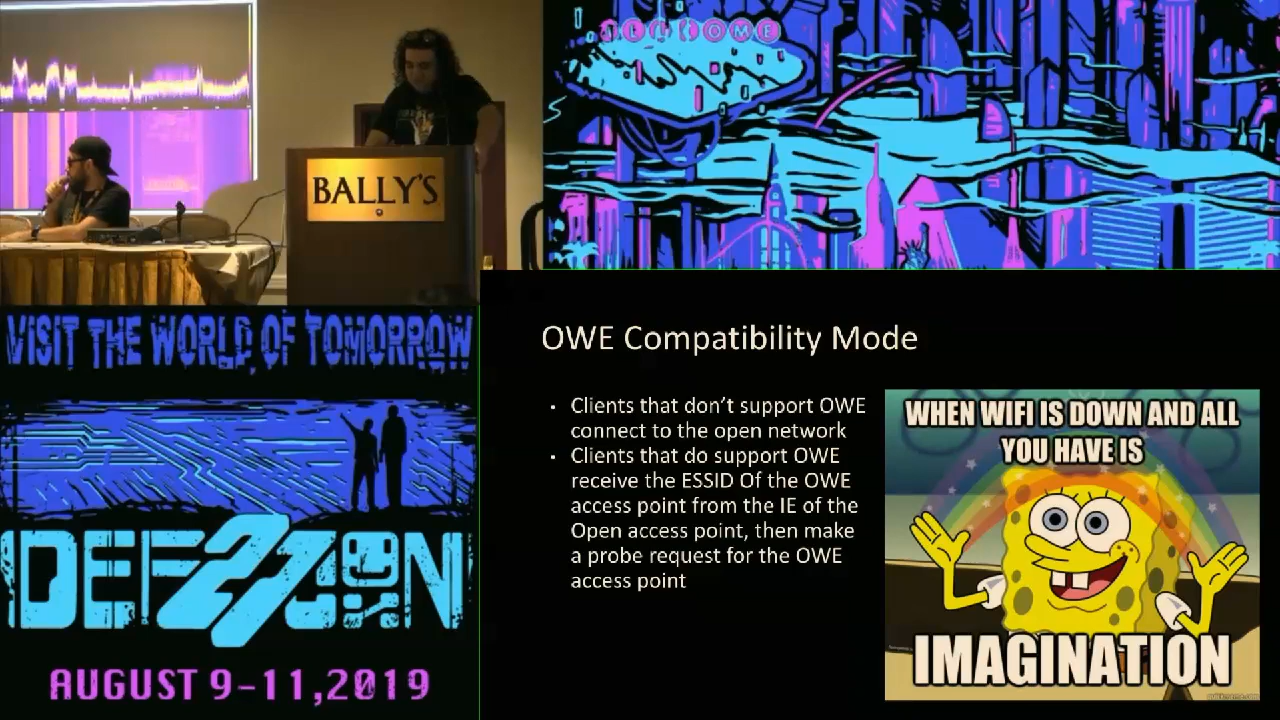 WELCOME
BALLY'S
VISIT THE WORLD OF TOMORROW
DEFCON
27
AUGUST 9-11,2019
OWE Compatibility Mode
• Clients that don't support OWE
connect to the open network
• Clients that do support OWE
receive the ESSID Of the OWE
access point from the IE of the
Open access point, then make
a probe request for the OWE
access point
WHEN WIFI IS DOWN AND ALL
YOU HAVE IS
IMAGINATION